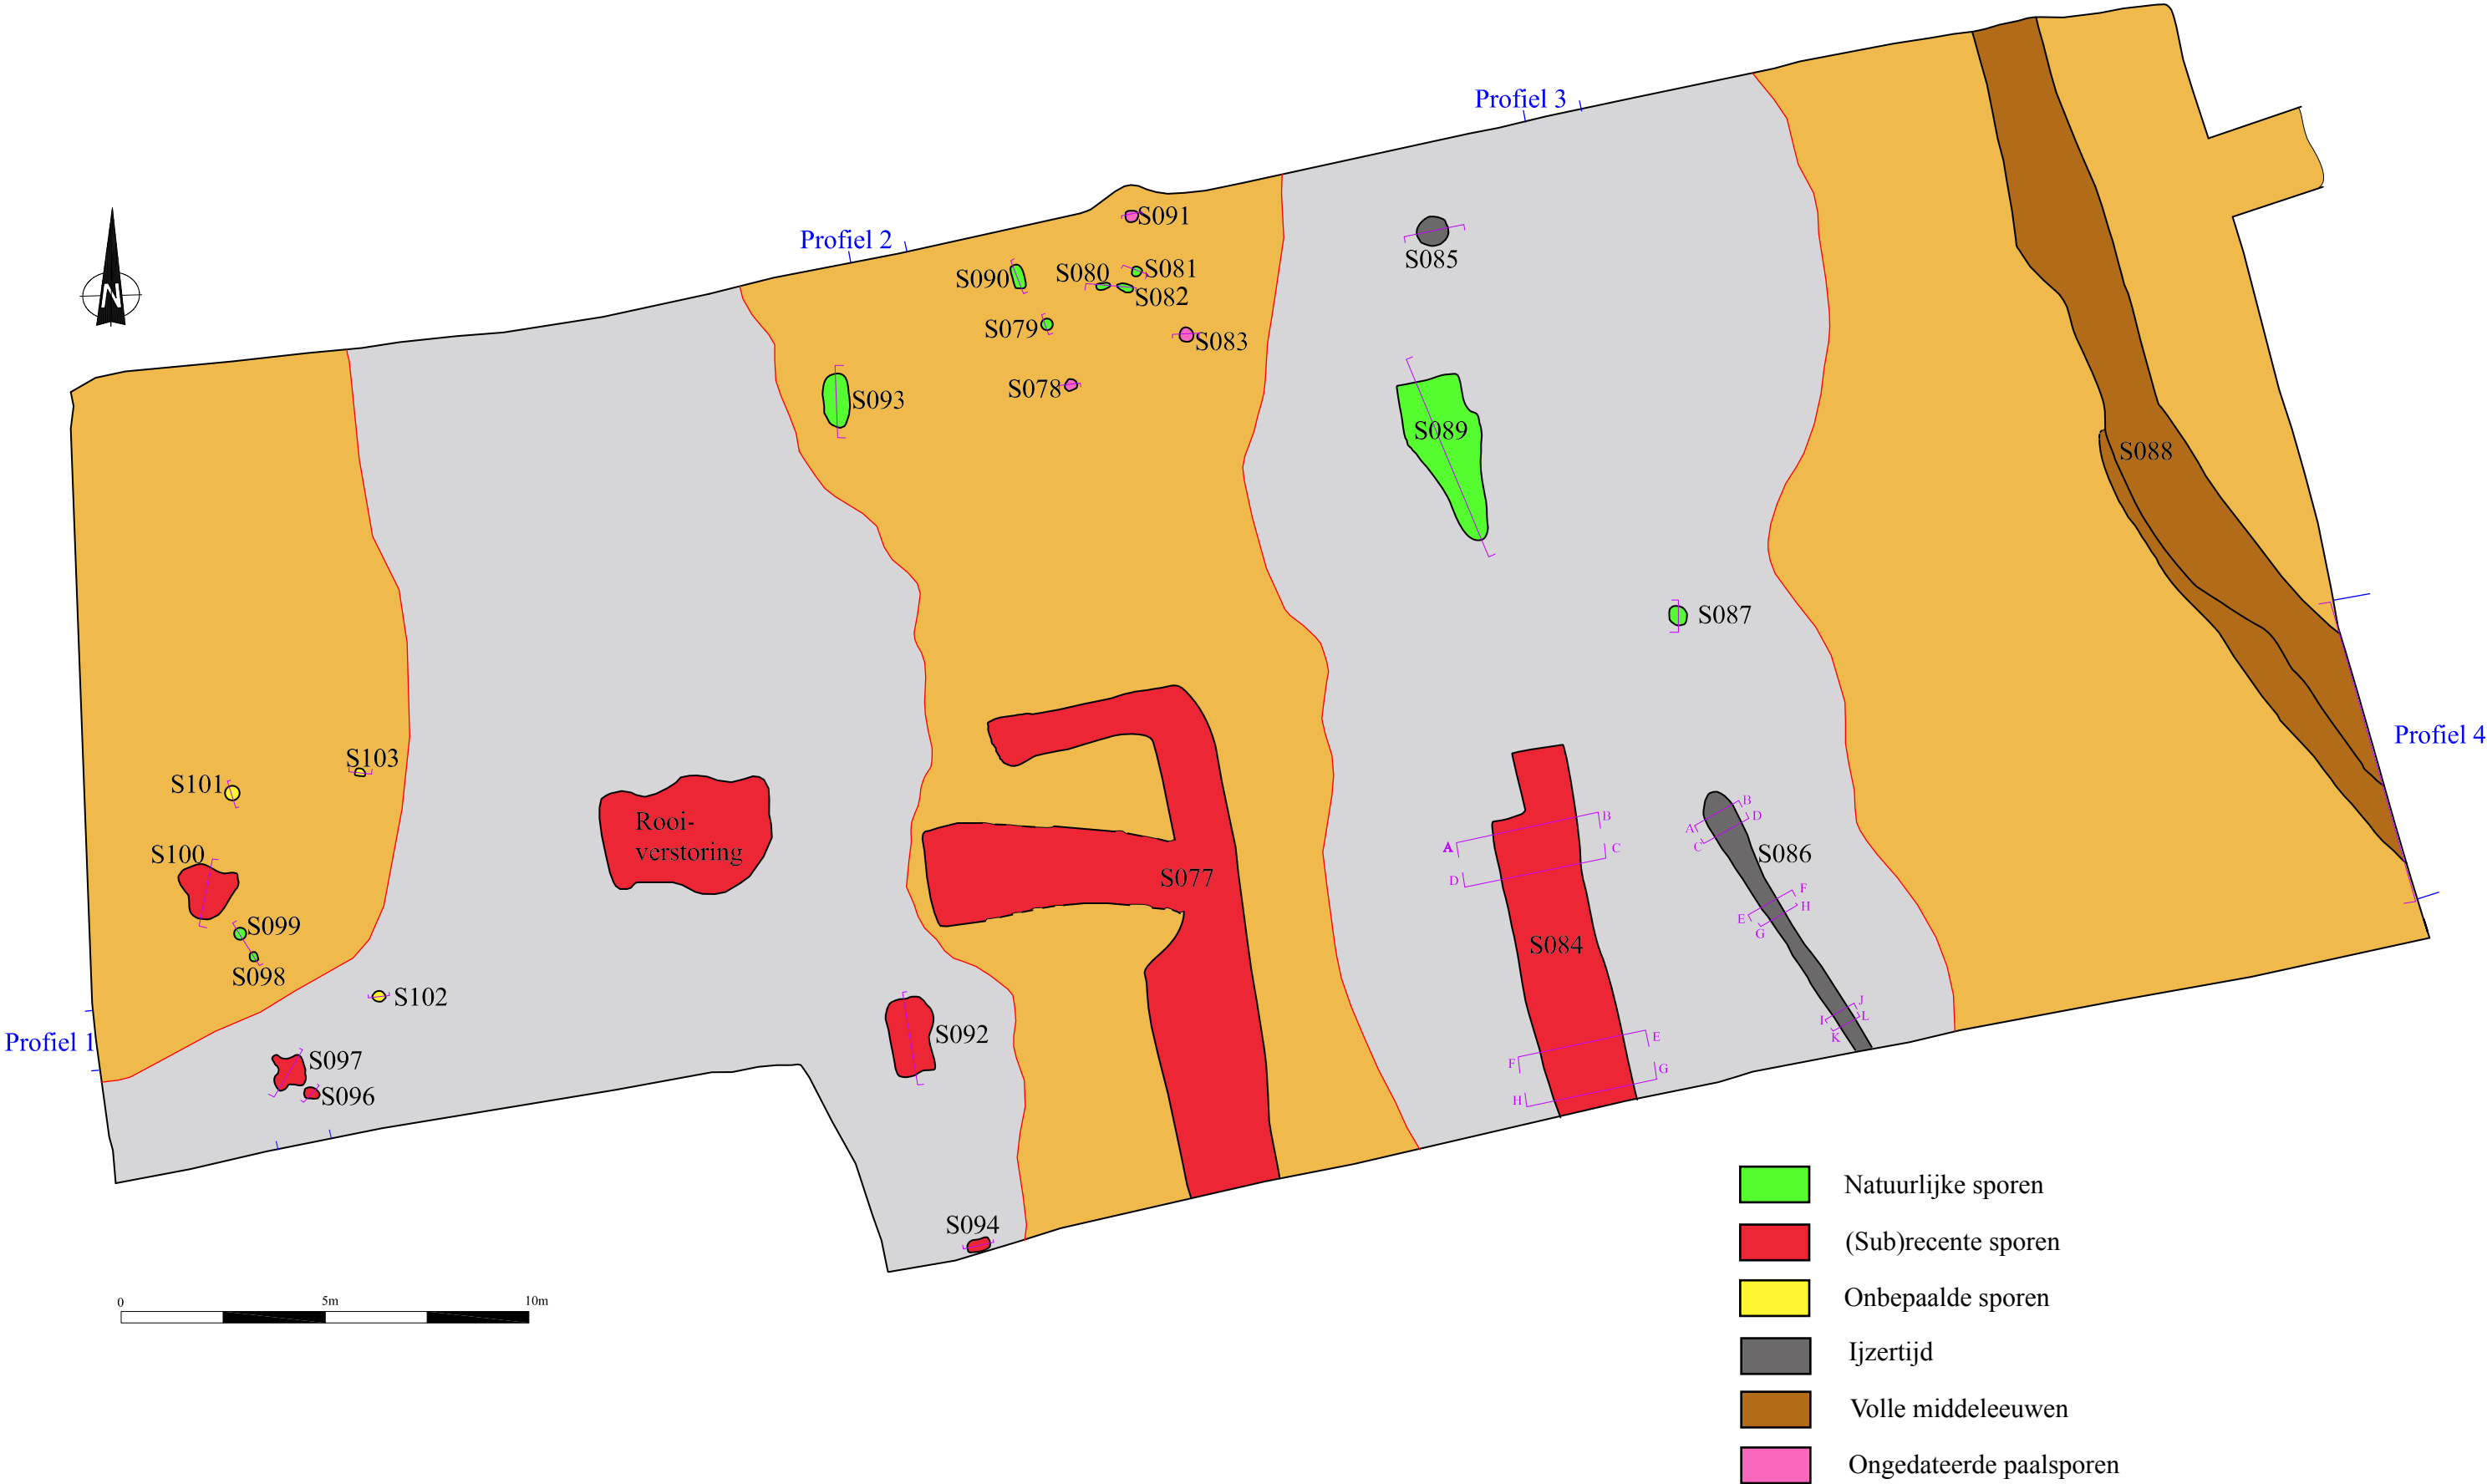 Profiel 3
S091
Profiel 2
S085
S090
S080
S081
S082
N
S079
S083
S078
S093
S089
S088
S087
Profiel 4
S103
S101
Rooi-
verstoring
S100
S077
A
B
C
D
S084
F
E
G
H
A
B
C
D
S086
E
F
G
H
I
J
K
L
S099
S098
S102
Profiel 1
S092
S097
S096
S094
0 5m 10m
Natuurlijke sporen
(Sub)recente sporen
Onbepaalde sporen
Ijzertijd
Volle middeleeuwen
Ongedateerde paalsporen